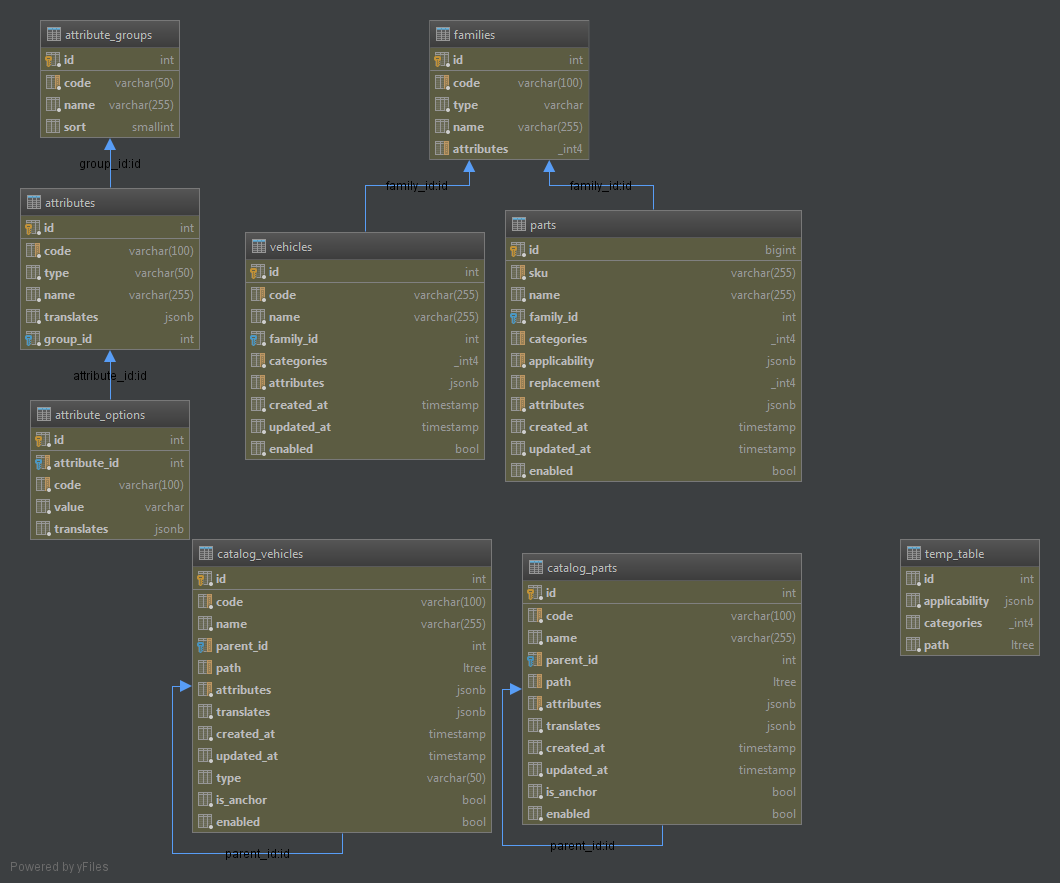 attribute_groups
id int
code varchar(50)
name varchar(255)
sort smallint
group_id:id
attributes
id int
code varchar(100)
type varchar(50)
name varchar(255)
translates jsonb
group_id int
attribute_id:id
attribute_options
id int
attribute_id int
code varchar(100)
value varchar
translates jsonb
families
id int
code varchar(100)
type varchar
name varchar(255)
attributes _int4
family_id:id
family_id:id
vehicles
id int
code varchar(255)
name varchar(255)
family_id int
categories _int4
attributes jsonb
created_at timestamp
updated_at timestamp
enabled bool
parts
id bigint
sku varchar(255)
name varchar(255)
family_id int
categories _int4
applicability jsonb
replacement _int4
attributes jsonb
created_at timestamp
updated_at timestamp
enabled bool
catalog_vehicles
id int
code varchar(100)
name varchar(255)
parent_id int
path ltree
attributes jsonb
translates jsonb
created_at timestamp
updated_at timestamp
type varchar(50)
is_anchor bool
enabled bool
parent_id:id
catalog_parts
id int
code varchar(100)
name varchar(255)
parent_id int
path ltree
attributes jsonb
translates jsonb
created_at timestamp
updated_at timestamp
is_anchor bool
enabled bool
parent_id:id
temp_table
id int
applicability jsonb
categories _int4
path ltree
Powered by yFiles